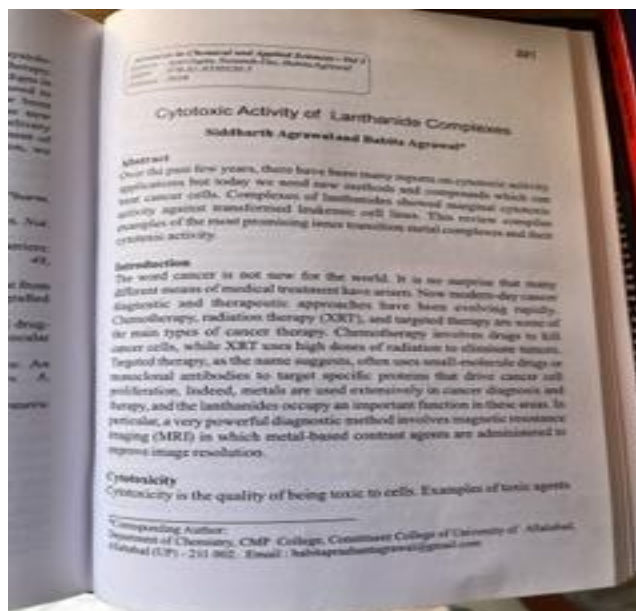 221
Advances in Chemical and Applied Sciences - Vol
Cytotoxic Activity of Lanthanide Complexes
Siddharth Agrawal and Babita Agrawal*
Abstract
Over the past few years, there have been many reports on cytotoxic activity
applications but today we need new methods and compounds which can
treat cancer cells. Complexes of lanthanides showed marginal cytotoxic
activity against transformed leukemic cell lines. This review compiles
examples of the most promising inner transition metal complexes and their
cytotoxic activity.
Introduction
The word cancer is not new for the world. It is no surprise that many
different means of medical treatment have arisen. Now modern-day cancer
diagnostic and therapeutic approaches have been evolving rapidly.
Chemotherapy, radiation therapy (XRT), and targeted therapy are some of
the main types of cancer therapy. Chemotherapy involves drugs to kill
cancer cells, while XRT uses high doses of radiation to eliminate tumors.
Targeted therapy, as the name suggests, often uses small-molecule drugs or
monoclonal antibodies to target specific proteins that drive cancer cell
proliferation. Indeed, metals are used extensively in cancer diagnosis and
therapy, and the lanthanides occupy an important function in these areas. In
particular, a very powerful diagnostic method involves magnetic resonance
imaging (MRI) in which metal-based contrast agents are administered to
improve image resolution.
Cytotoxicity
Cytotoxicity is the quality of being toxic to cells. Examples of toxic agents
*Corresponding Author:
Department of Chemistry, CMP College, Constituent College of University of Allahabad,
Allahabad (UP) - 211 002. Email :